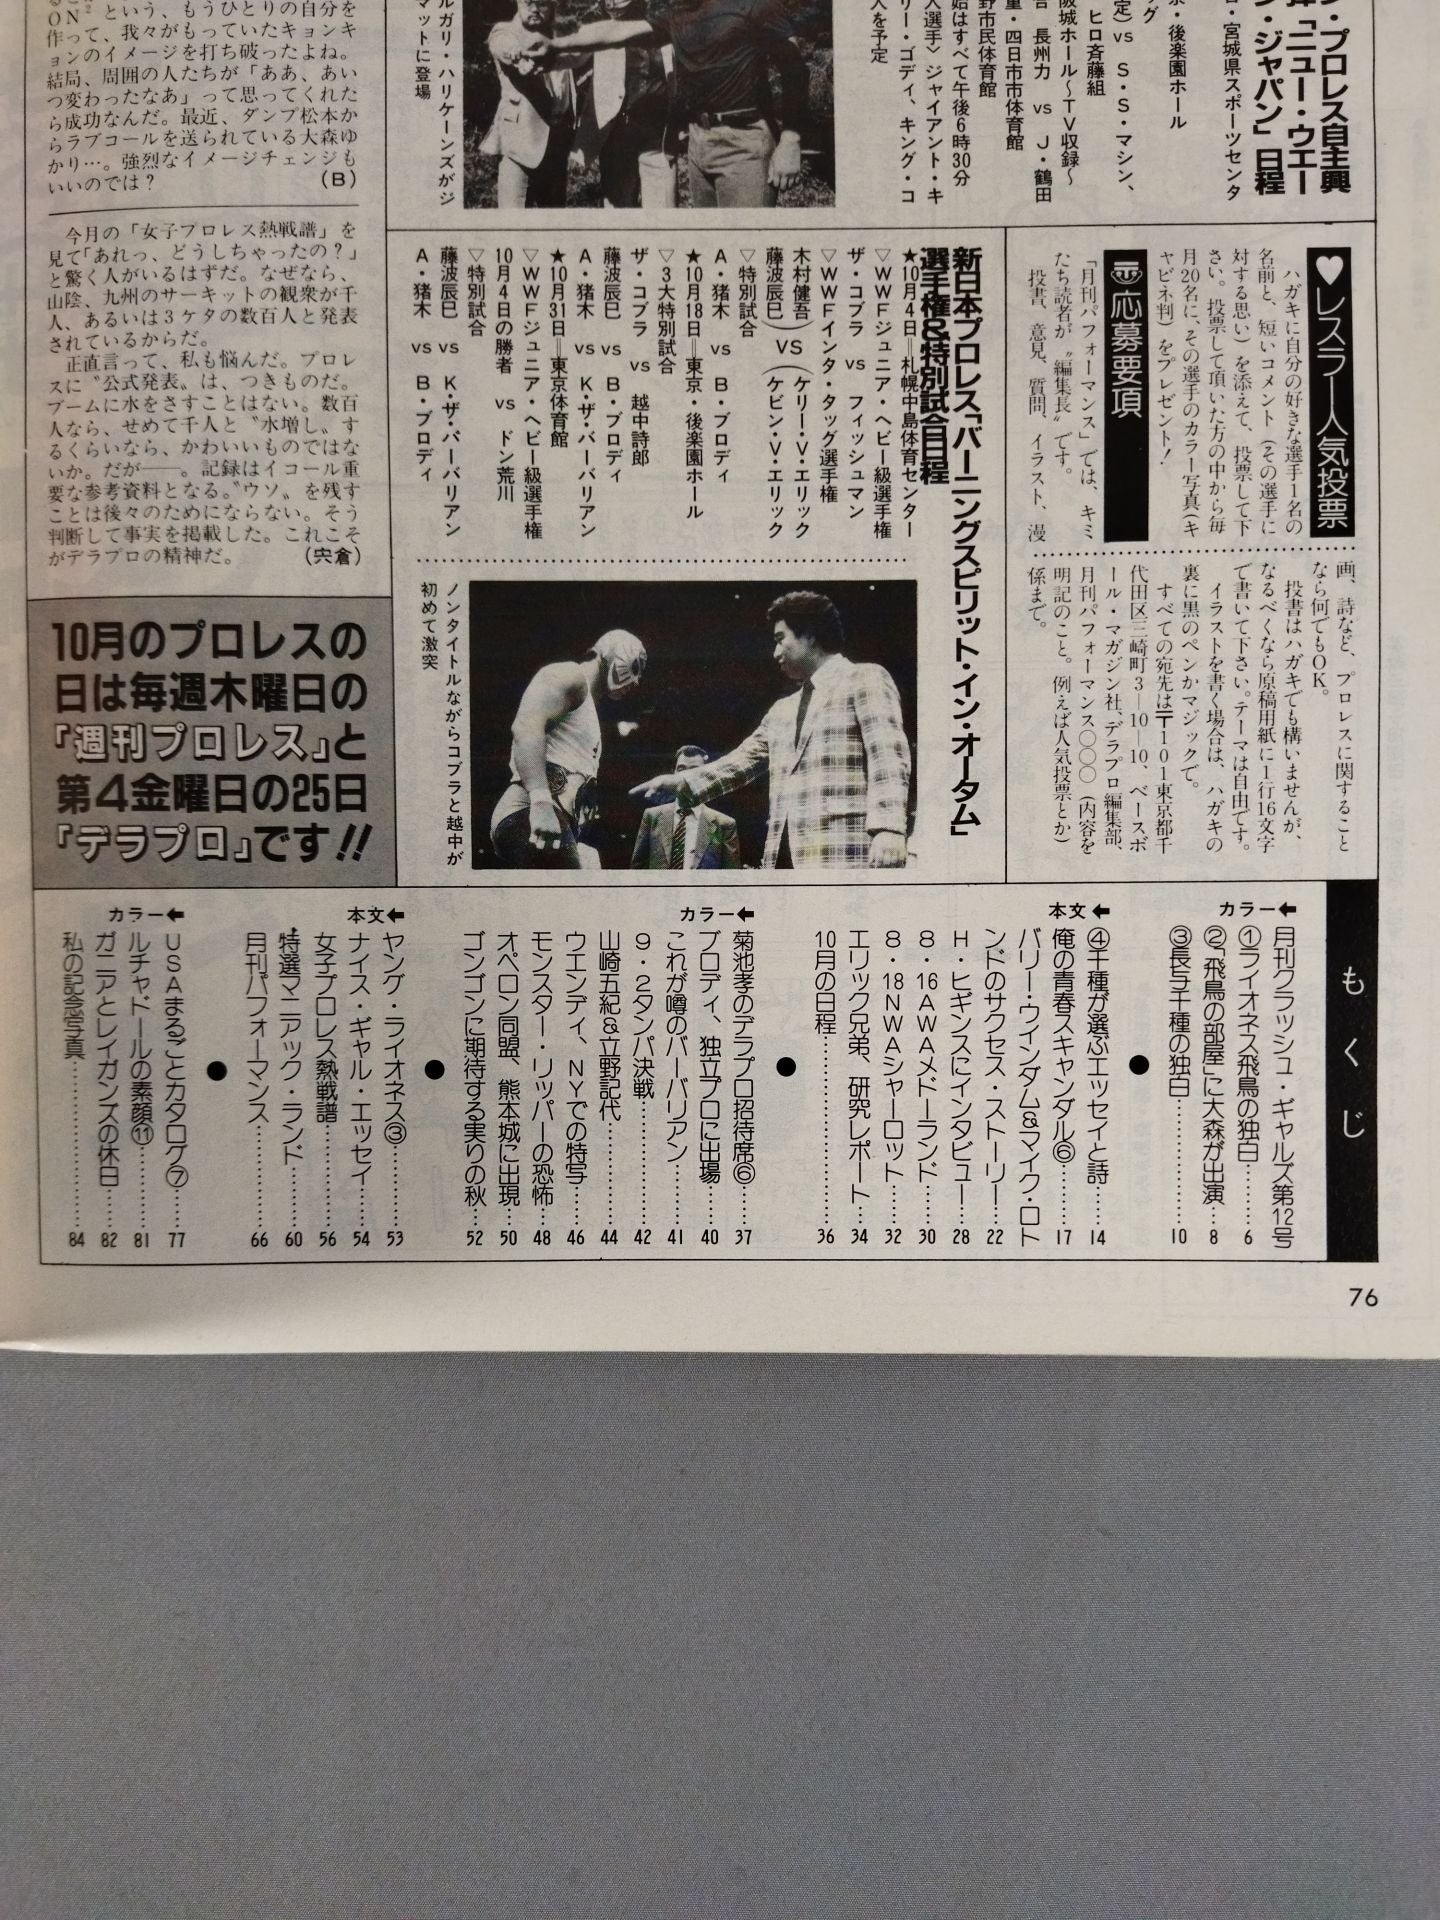 ・プロレス自主興
「ニュー・ウエー
・ジャパン」日程
・宮城県スポーツセンタ
・後楽園ホール
vs S・S・マシン、
ヒロ斉藤組
阪城ホール〜TV収録〜
長州力 vs J・鶴田
四日市市体育館
野市民体育館
始はすべて午後6時30分
人選手〉ジャイアント・キ
リー・ゴディ、キング・コ
人を予定
ルガリ・ハリケーンズがジ
マットに登場
ON²という、もうひとりの自分を
作って、我々がもっていたキョンキ
ョンのイメージを打ち破ったよね。
結局、周囲の人たちが「ああ、あい
つ変わったなあ」って思ってくれた
ら成功なんだ。最近、ダンプ松本か
らラブコールを送られている大森ゆ
かり…。強烈なイメージチェンジも
いいのでは？ (B)
今月の「女子プロレス熱戦譜」を
見て「あれっ、どうしちゃったの？」
と驚く人がいるはずだ。なぜなら、
山陰、九州のサーキットの観衆が千
人、あるいは3ケタの数百人と発表
されているからだ。
正直言って、私も悩んだ。プロレ
スに〝公式発表〟は、つきものだ。
ブームに水をさすことはない。数百
人なら、せめて千人と〝水増し〟す
るくらいなら、かわいいものではな
いか。だが――。記録はイコール重
要な参考資料となる。〝ウソ〟を残す
ことは後々のためにならない。そう
判断して事実を掲載した。これこそ
がデラプロの精神だ。 (宍倉)
♥レスラー人気投票
ハガキに自分の好きな選手1名の
名前と、短いコメント（その選手に
対する思い）を添えて、投票して下
さい。投票して頂いた方の中から毎
月20名に、その選手のカラー写真（キ
ャビネ判）をプレゼント！
〒応募要項
「月刊パフォーマンス」では、キミ
たち読者が〝編集長〟です。
投書、意見、質問、イラスト、漫
画、詩など、プロレスに関すること
なら何でもOK。
投書はハガキでも構いませんが、
なるべくなら原稿用紙に1行16文字
で書いて下さい。テーマは自由です。
イラストを書く場合は、ハガキの
裏に黒のペンかマジックで。
すべての宛先は〒101東京都千
代田区三崎町3―10―10、ベースボ
ール・マガジン社、デラプロ編集部、
月刊パフォーマンス○○○（内容を
明記のこと。例えば人気投票とか）
係まで。
新日本プロレス「バーニングスピリット・イン・オータム」
選手権&特別試合日程
★10月4日＝札幌中島体育センター
▽WWFジュニア・ヘビー級選手権
ザ・コブラ vs フィッシュマン
▽WWFインタ・タッグ選手権
木村健吾 ケリー・V・エリック
藤波辰巳 vs ケビン・V・エリック
▽特別試合
A・猪木 vs B・ブロディ
★10月18日＝東京・後楽園ホール
▽3大特別試合
ザ・コブラ vs 越中詩郎
藤波辰巳 vs B・ブロディ
A・猪木 vs K・ザ・バーバリアン
★10月31日＝東京体育館
▽WWFジュニア・ヘビー級選手権
10月4日の勝者 vs ドン荒川
▽特別試合
藤波辰巳 vs K・ザ・バーバリアン
A・猪木 vs B・ブロディ
ノンタイトルながらコブラと越中が
初めて激突
10月のプロレスの
日は毎週木曜日の
『週刊プロレス』と
第4金曜日の25日
『デラプロ』です!!
もくじ
カラー←
月刊クラッシュ・ギャルズ第12号
①ライオネス飛鳥の独白……6
②「飛鳥の部屋」に大森が出演…8
③長与千種の独白……10
本文←
④千種が選ぶエッセイと詩……14
俺の青春スキャンダル⑥……17
バリー・ウインダム&マイク・ロト
ンドのサクセス・ストーリー……22
H・ヒギンスにインタビュー……28
8・16AWAメドーランド……30
8・18NWAシャーロット……32
エリック兄弟、研究レポート……34
10月の日程……36
カラー←
菊池孝のデラプロ招待席⑥……37
ブロディ、独立プロに出場……40
これが噂のバーバリアン……41
9・2タンパ決戦……42
山崎五紀&立野記代……44
ウエンディ、NYでの特写……46
モンスター・リッパーの恐怖……48
オペロン同盟、熊本城に出現……50
ゴンゴンに期待する実りの秋……52
本文←
ヤング・ライオネス③……53
ナイス・ギャル・エッセイ……54
女子プロレス熱戦譜……56
特選マニアック・ランド……60
月刊パフォーマンス……66
カラー←
USAまるごとカタログ⑦……77
ルチャドールの素顔⑪……81
ガニアとレイガンズの休日……82
私の記念写真……84
76